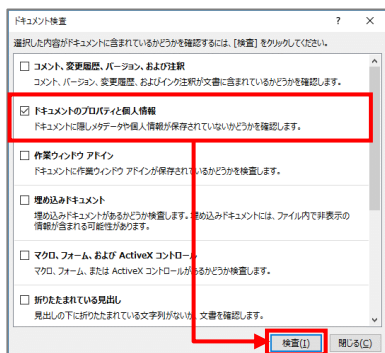 ドキュメント検査 ? ×
選択した内容がドキュメントに含まれているかどうかを確認するには、[検査] をクリックしてください。
コメント、変更履歴、バージョン、および注釈
コメント、バージョン、変更履歴、およびインク注釈が文書に含まれているかどうかを確認します。
ドキュメントのプロパティと個人情報
ドキュメントに隠しメタデータや個人情報が保存されていないかどうかを確認します。
作業ウィンドウ アドイン
ドキュメントに作業ウィンドウ アドインが保存されているかどうかを検査します。
埋め込みドキュメント
埋め込みドキュメントがあるかどうか検査します。埋め込みドキュメントには、ファイル内で非表示の
情報が含まれる可能性があります。
マクロ、フォーム、および ActiveX コントロール
マクロ、フォーム、または ActiveX コントロールがあるかどうか検査します。
折りたたまれている見出し
見出しの下に折りたたまれている文字列がないか、文書を確認します。
検査(I) 閉じる(C)